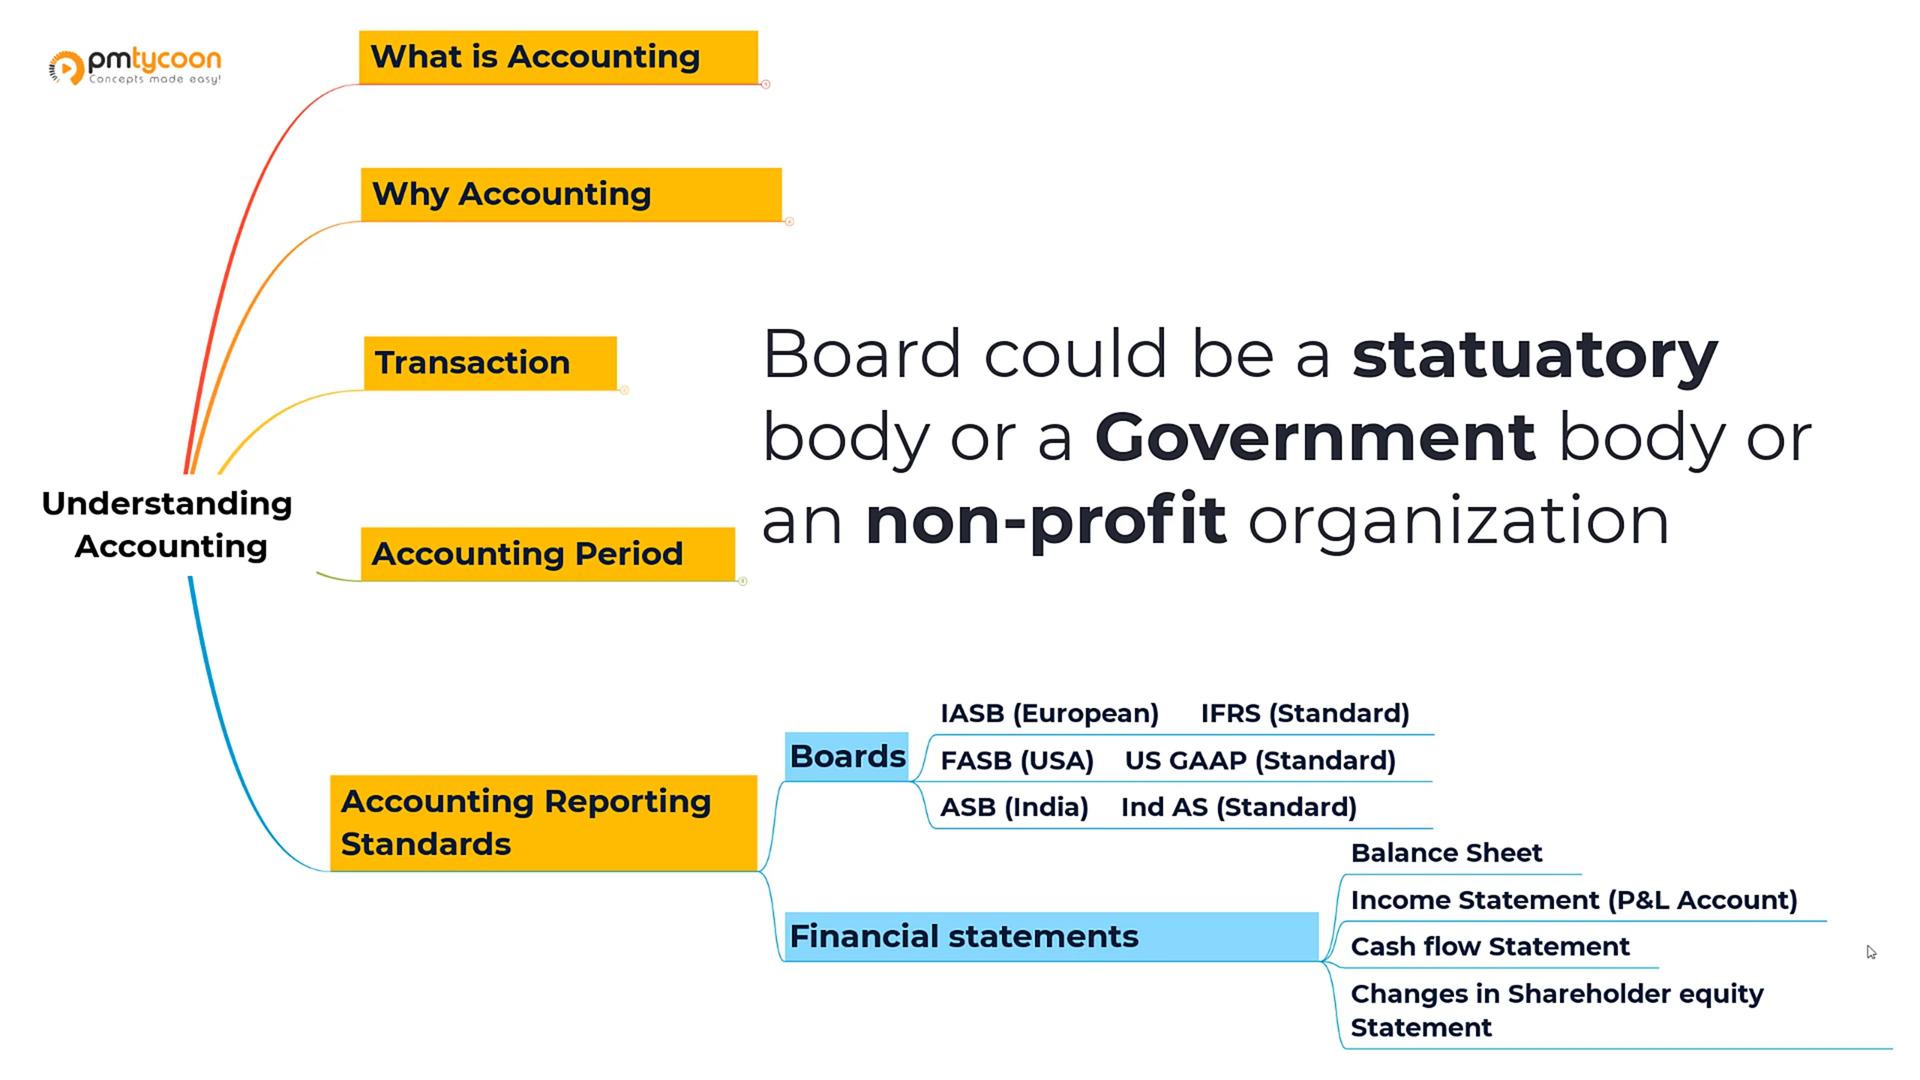 pmtycoon
Concepts made easy!
What is Accounting
Why Accounting
Transaction
Board could be a statuatory
body or a Government body or
an non-profit organization
Understanding
Accounting
Accounting Period
Accounting Reporting
Standards
Boards
IASB (European) IFRS (Standard)
FASB (USA) US GAAP (Standard)
ASB (India) Ind AS (Standard)
Financial statements
Balance Sheet
Income Statement (P&L Account)
Cash flow Statement
Changes in Shareholder equity
Statement